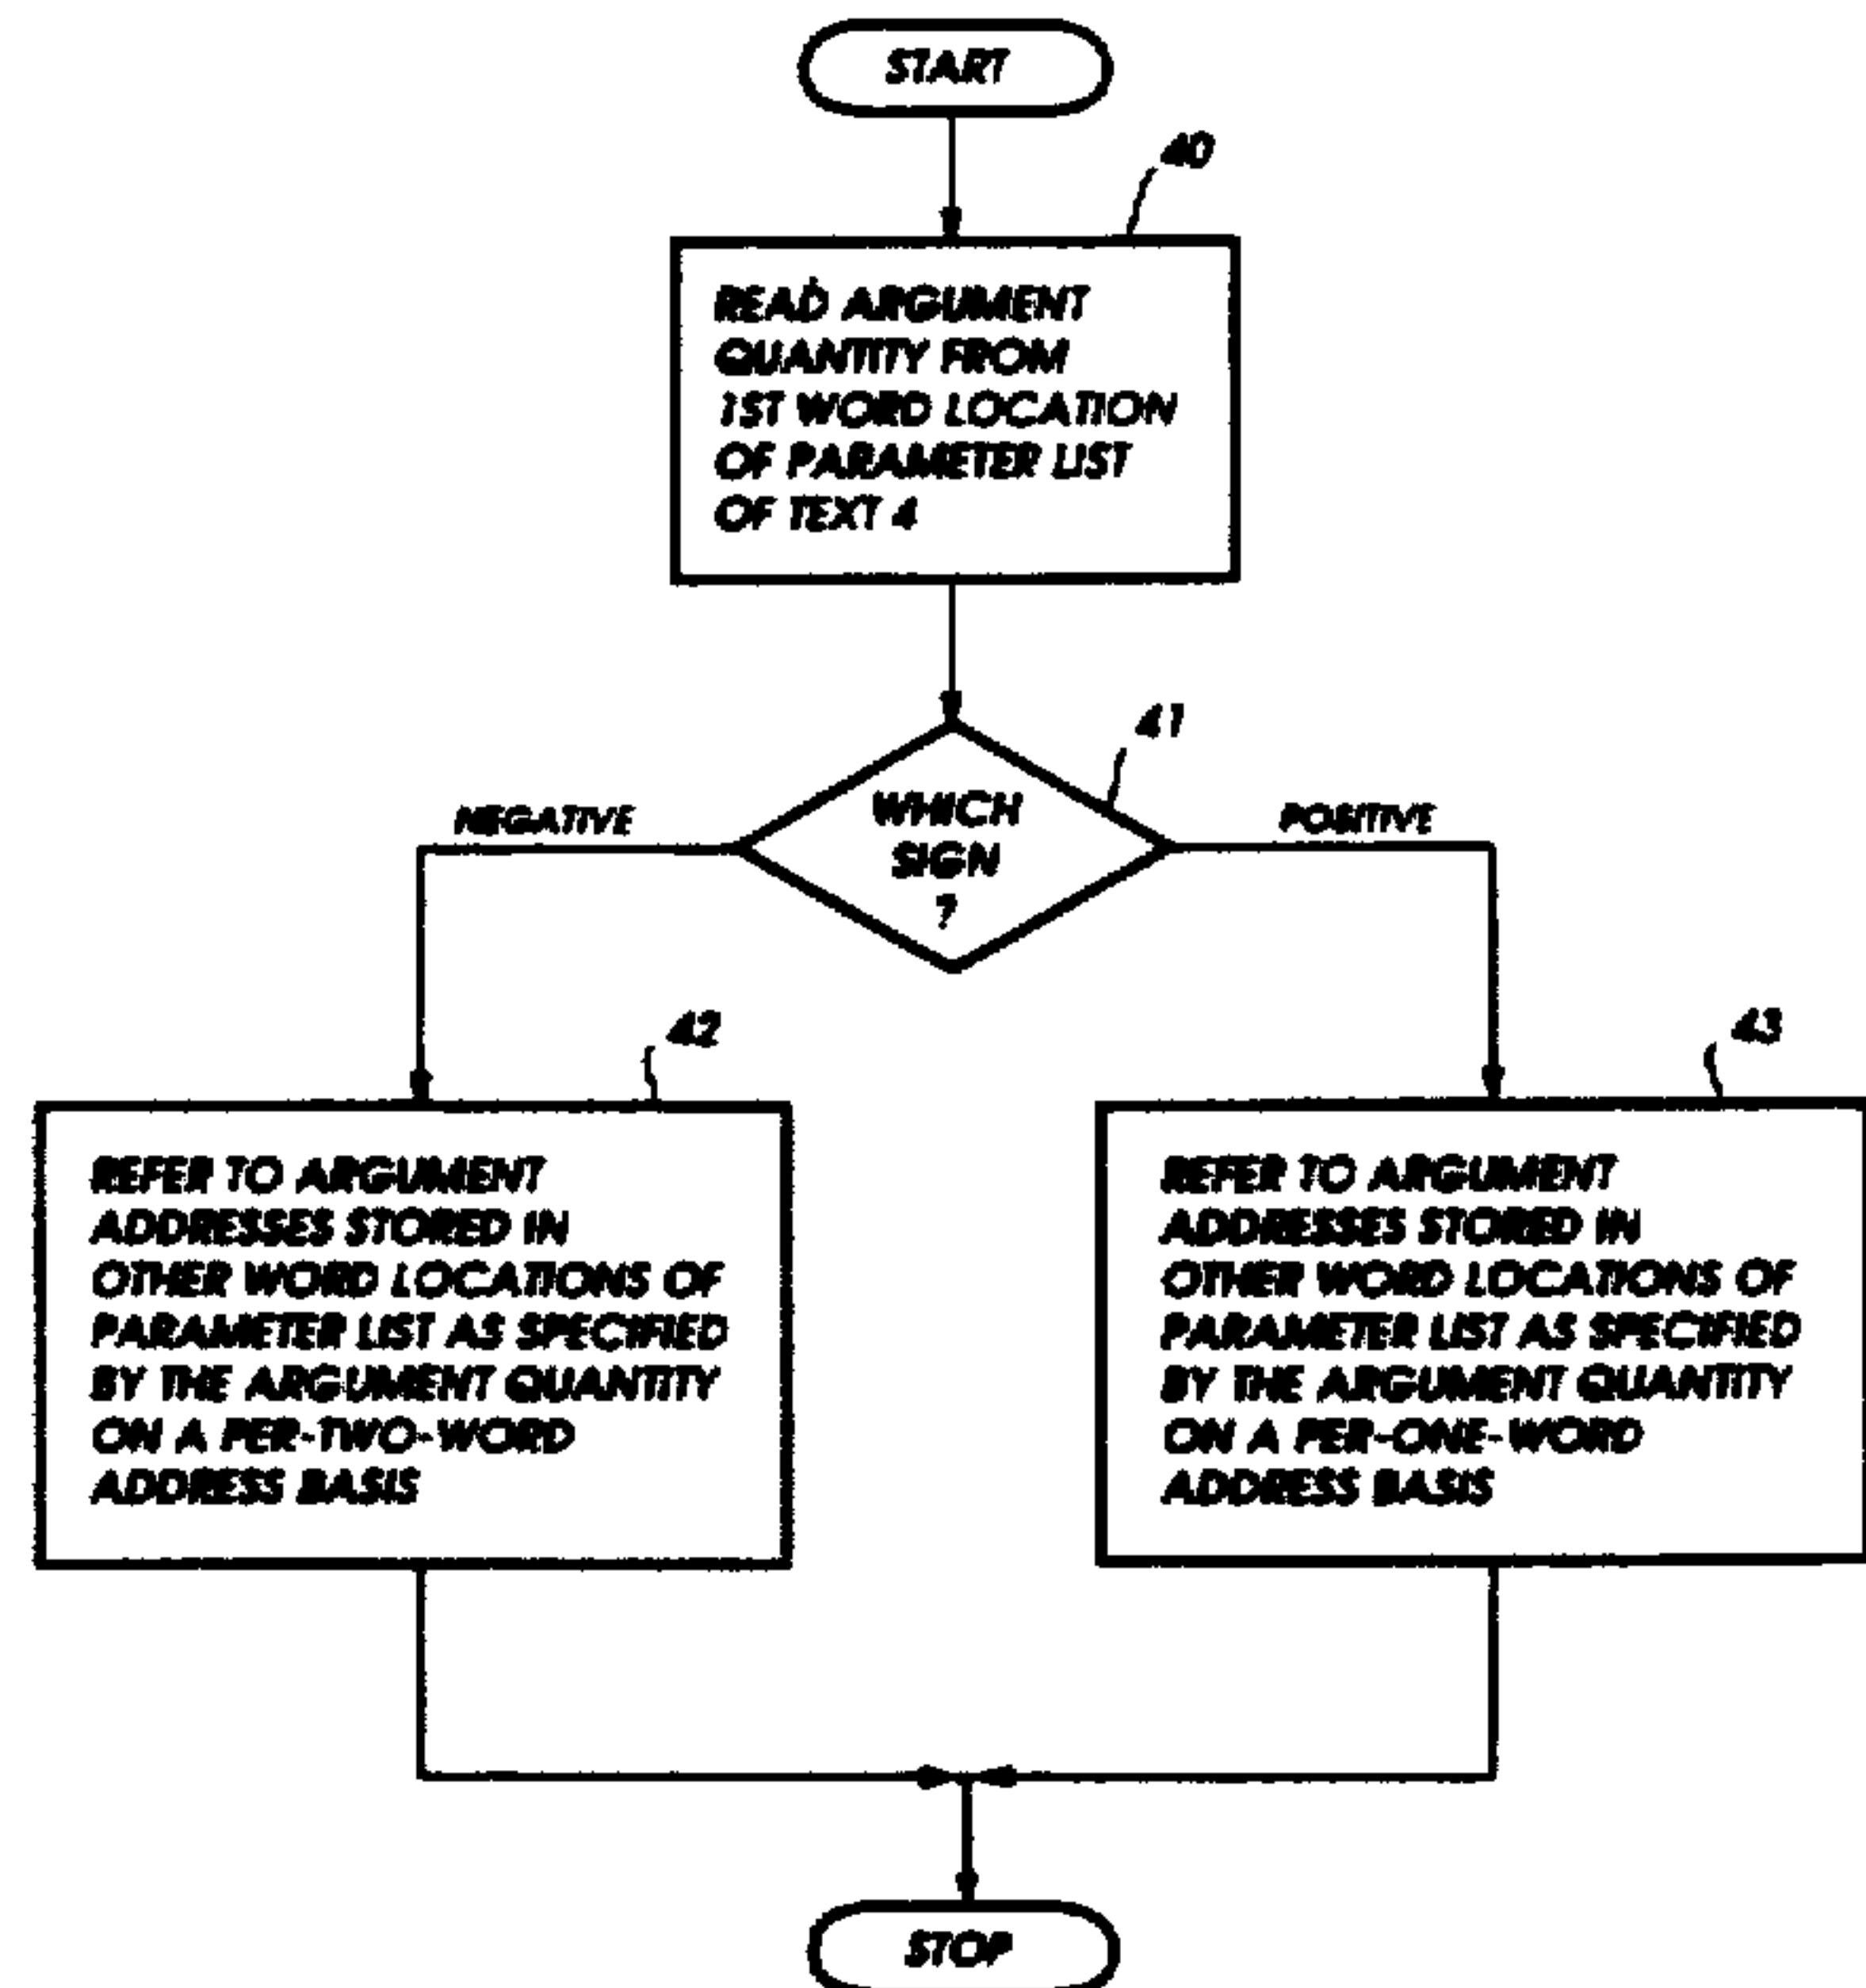 START
40
READ ARGUMENT
QUANTITY FROM
1ST WORD LOCATION
OF PARAMETER LIST
OF TEXT 4
41
WHICH
SIGN
?
NEGATIVE
POSITIVE
42
REFER TO ARGUMENT
ADDRESSES STORED IN
OTHER WORD LOCATIONS OF
PARAMETER LIST AS SPECIFIED
BY THE ARGUMENT QUANTITY
ON A PER-TWO-WORD
ADDRESS BASIS
43
REFER TO ARGUMENT
ADDRESSES STORED IN
OTHER WORD LOCATIONS OF
PARAMETER LIST AS SPECIFIED
BY THE ARGUMENT QUANTITY
ON A PER-ONE-WORD
ADDRESS BASIS
STOP